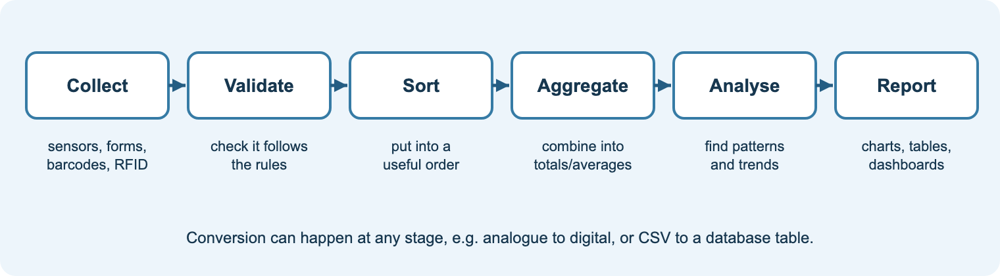 Collect
Validate
Sort
Aggregate
Analyse
Report
sensors, forms,
barcodes, RFID
check it follows
the rules
put into a
useful order
combine into
totals/averages
find patterns
and trends
charts, tables,
dashboards
Conversion can happen at any stage, e.g. analogue to digital, or CSV to a database table.